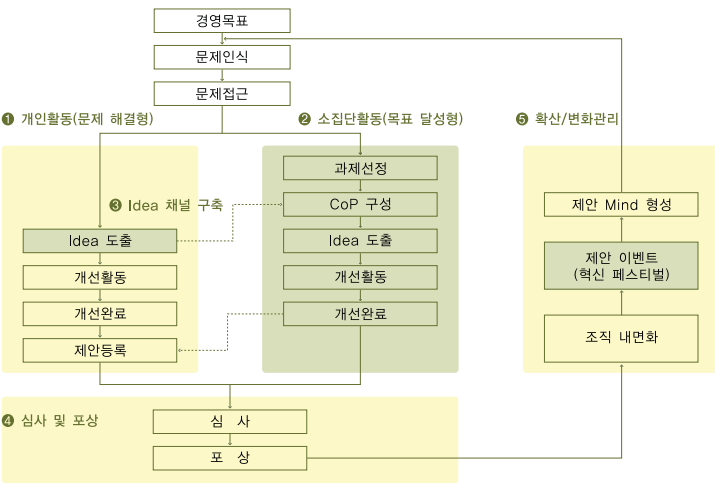 경영목표
문제인식
문제접근
❶ 개인활동(문제 해결형)
❷ 소집단활동(목표 달성형)
❺ 확산/변화관리
❸ Idea 채널 구축
Idea 도출
개선활동
개선완료
제안등록
과제선정
CoP 구성
Idea 도출
개선활동
개선완료
제안 Mind 형성
제안 이벤트
(혁신 페스티벌)
조직 내면화
❹ 심사 및 포상
심 사
포 상